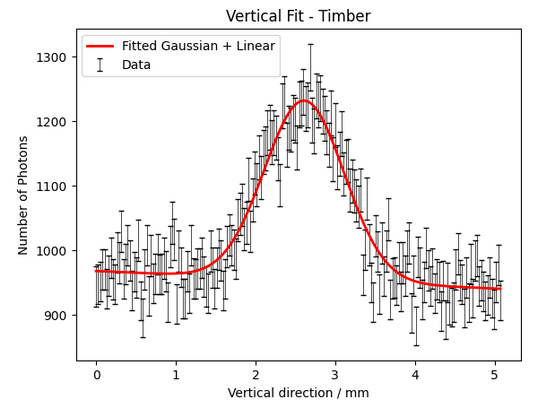 Vertical Fit - Timber
Fitted Gaussian + Linear
Data
Number of Photons
1300
1200
1100
1000
900
0 1 2 3 4 5
Vertical direction / mm